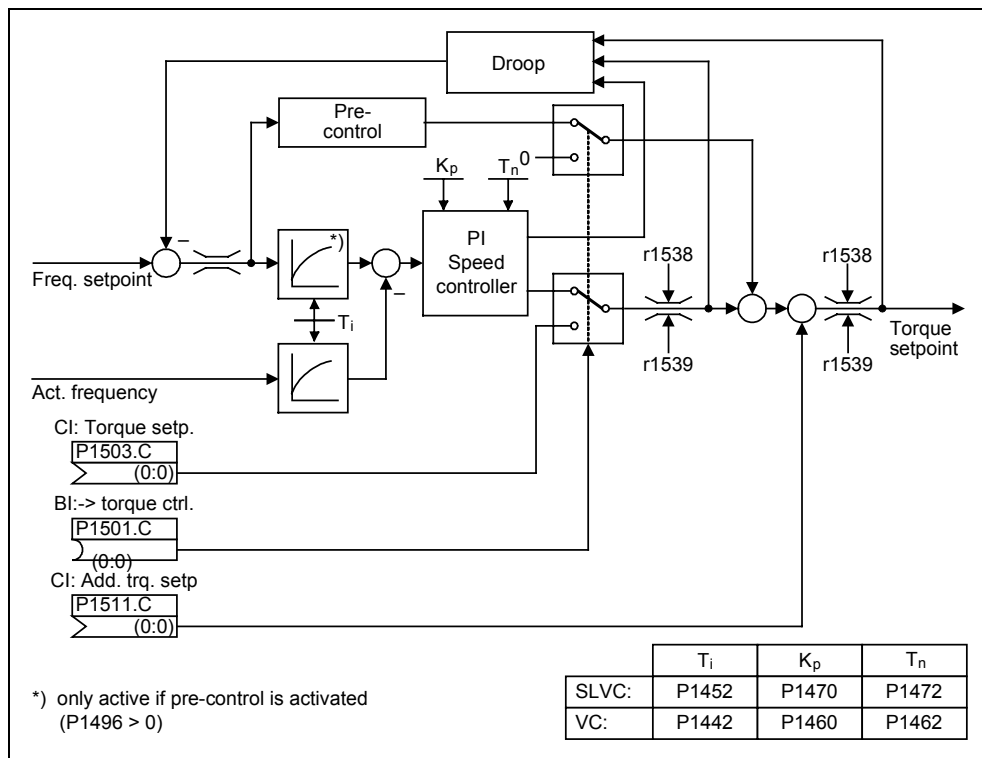 Droop
Pre-
control
0
Kp
Tn
*)
PI
Speed
controller
–
–
Freq. setpoint
Ti
Act. frequency
r1538
r1539
r1538
r1539
Torque
setpoint
CI: Torque setp.
P1503.C
(0:0)
BI:-> torque ctrl.
P1501.C
(0:0)
CI: Add. trq. setp
P1511.C
(0:0)
*) only active if pre-control is activated
(P1496 > 0)
Ti Kp Tn
SLVC: P1452 P1470 P1472
VC: P1442 P1460 P1462